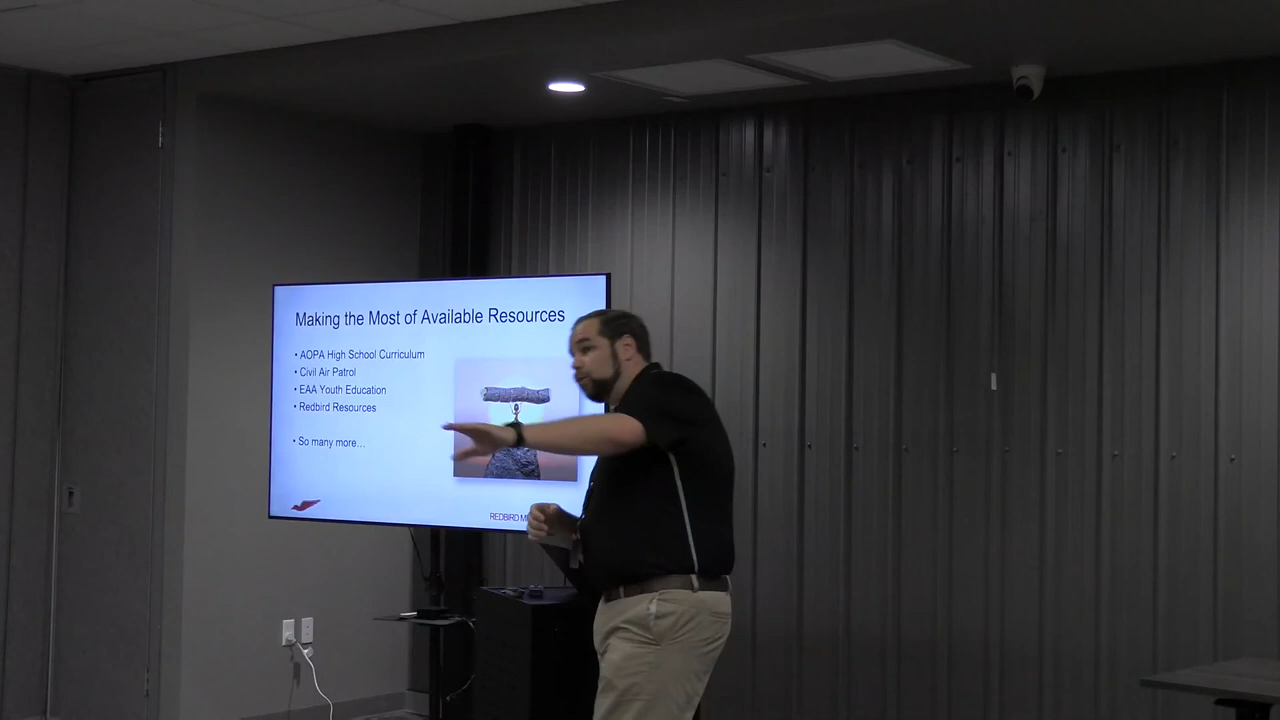 Making the Most of Available Resources
• AOPA High School Curriculum
• Civil Air Patrol
• EAA Youth Education
• Redbird Resources
• So many more…
REDBIRD